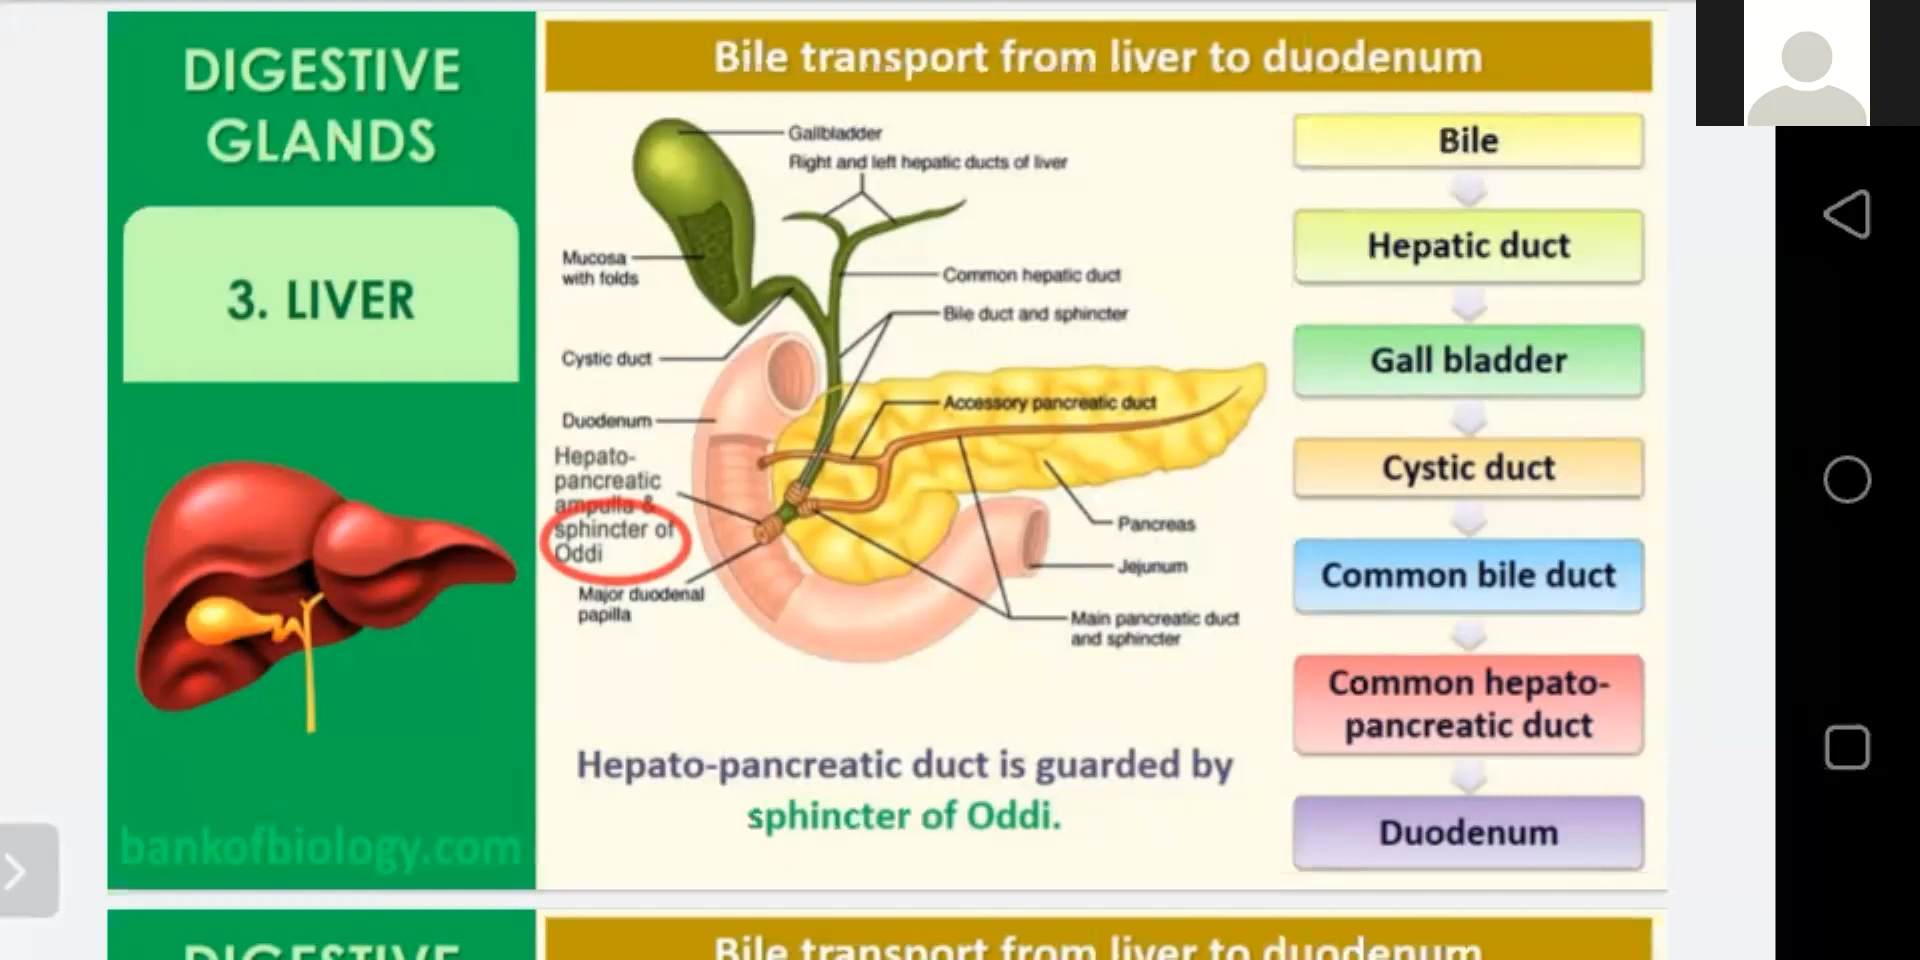 DIGESTIVE
GLANDS
3. LIVER
bankofbiology.com
Bile transport from liver to duodenum
Gallbladder
Right and left hepatic ducts of liver
Mucosa
with folds
Common hepatic duct
Bile duct and sphincter
Cystic duct
Accessory pancreatic duct
Duodenum
Hepato-
pancreatic
ampulla &
sphincter of
Oddi
Pancreas
Jejunum
Major duodenal
papilla
Main pancreatic duct
and sphincter
Hepato-pancreatic duct is guarded by
sphincter of Oddi.
Bile
Hepatic duct
Gall bladder
Cystic duct
Common bile duct
Common hepato-
pancreatic duct
Duodenum
DIGESTIVE
Bile transport from liver to duodenum